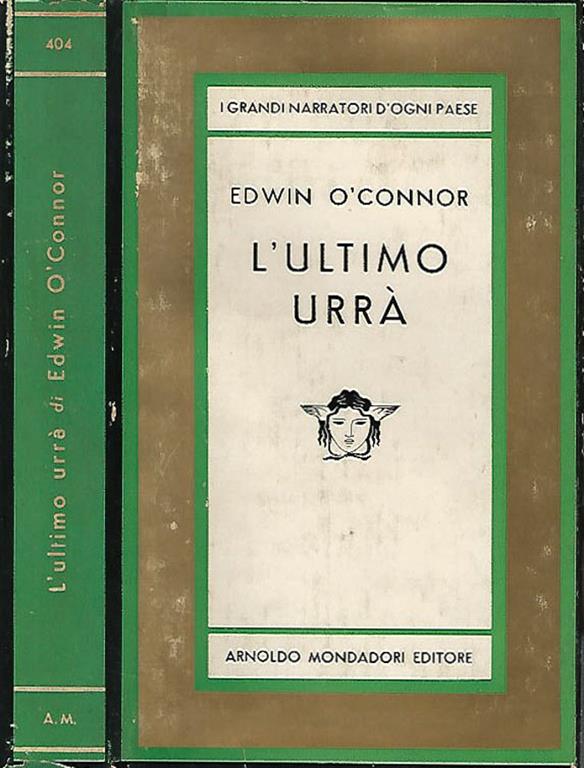 404
L'ultimo urrà di Edwin O'Connor
A.M.
I GRANDI NARRATORI D'OGNI PAESE
EDWIN O'CONNOR
L'ULTIMO
URRÀ
ARNOLDO MONDADORI EDITORE